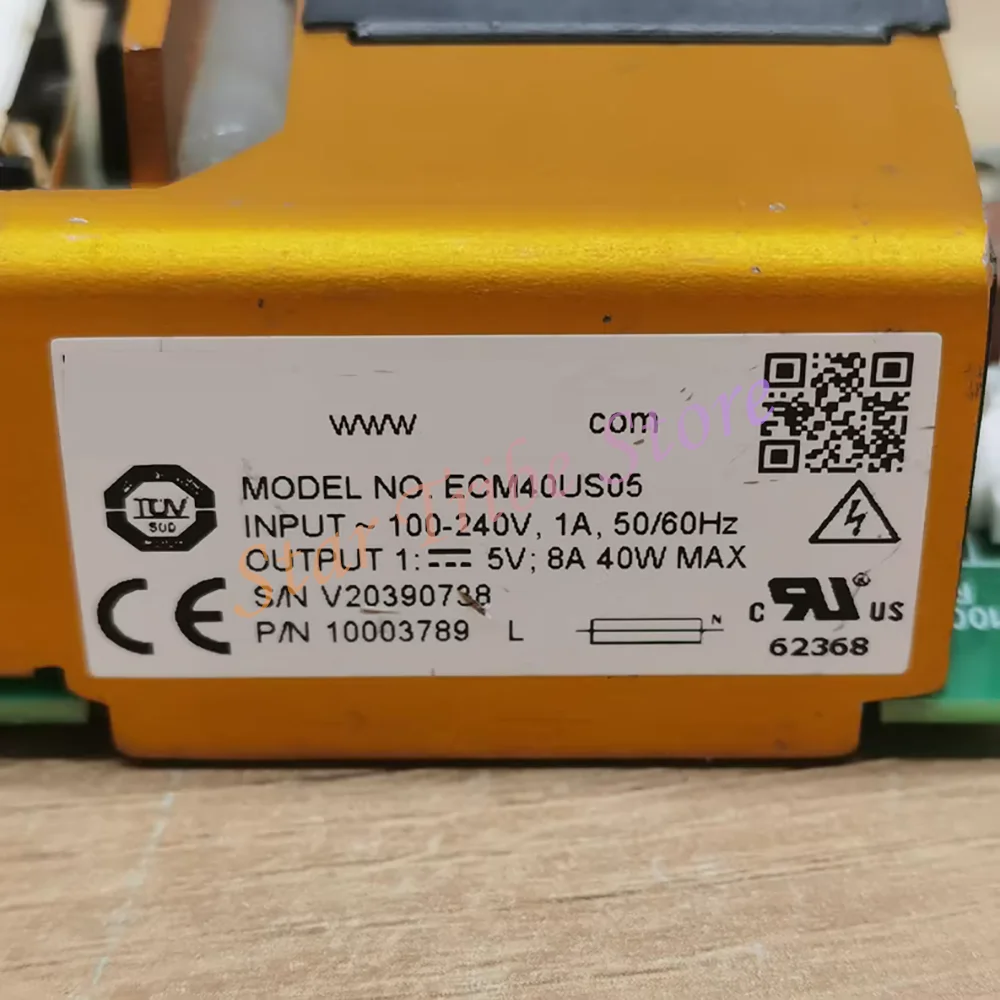 www com
MODEL NO. ECM40US05
INPUT ~ 100-240V, 1A, 50/60Hz
OUTPUT 1: ⎓ 5V; 8A 40W MAX
S/N V20390738
P/N 10003789 L
TÜV
SÜD
CE
N
C RU ® US
62368
Star Tribe Store